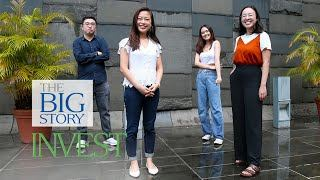 THE
BIG
STORY
INVEST